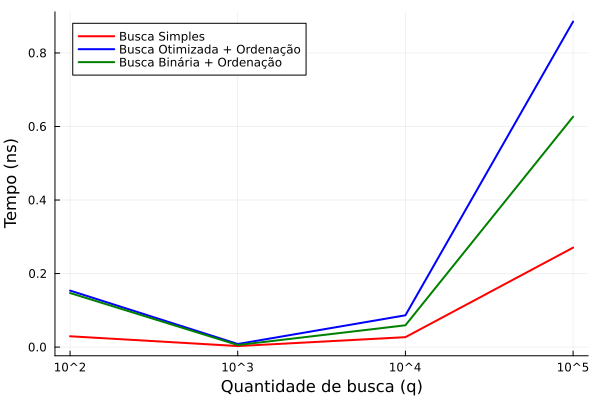 Busca Simples
Busca Otimizada + Ordenação
Busca Binária + Ordenação
Tempo (ns)
0.8
0.6
0.4
0.2
0.0
10^2
10^3
10^4
10^5
Quantidade de busca (q)